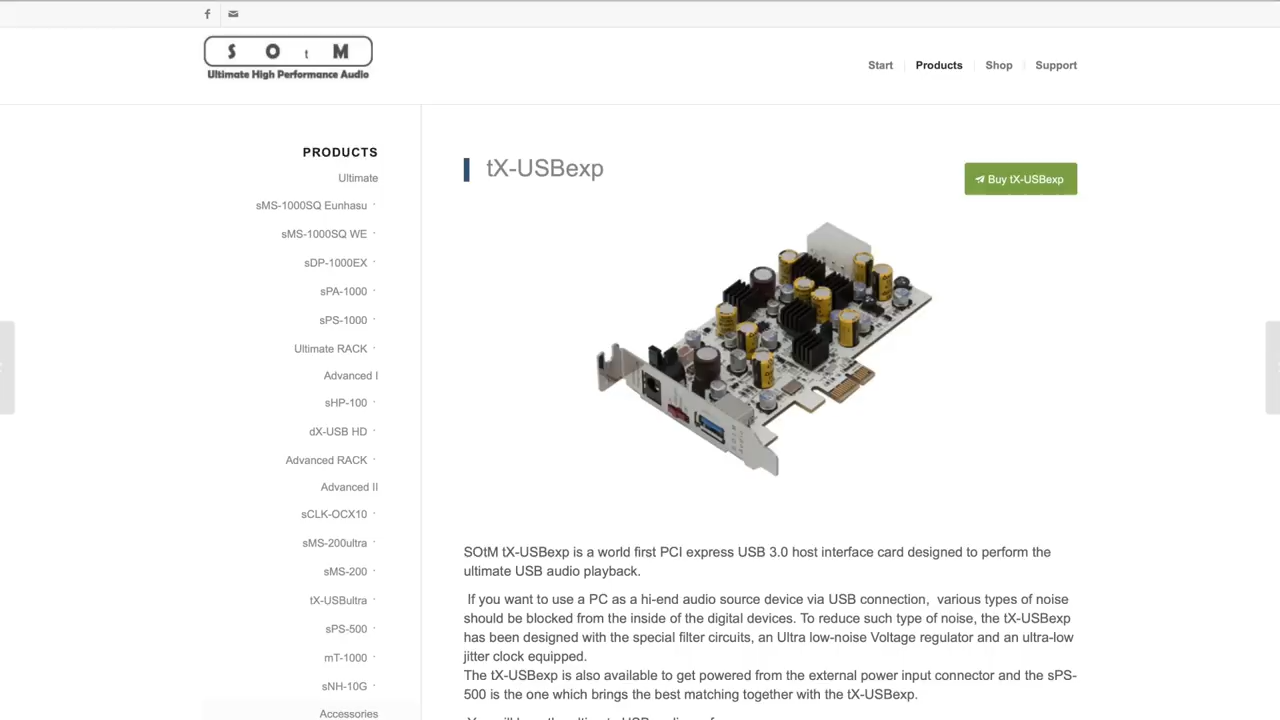 SOtM
Ultimate High Performance Audio
Start
Products
Shop
Support
PRODUCTS
Ultimate
sMS-1000SQ Eunhasu
sMS-1000SQ WE
sDP-1000EX
sPA-1000
sPS-1000
Ultimate RACK
Advanced I
sHP-100
dX-USB HD
Advanced RACK
Advanced II
sCLK-OCX10
sMS-200ultra
sMS-200
tX-USBultra
sPS-500
mT-1000
sNH-10G
Accessories
tX-USBexp
Buy tX-USBexp
SOtM tX-USBexp is a world first PCI express USB 3.0 host interface card designed to perform the
ultimate USB audio playback.
If you want to use a PC as a hi-end audio source device via USB connection, various types of noise
should be blocked from the inside of the digital devices. To reduce such type of noise, the tX-USBexp
has been designed with the special filter circuits, an Ultra low-noise Voltage regulator and an ultra-low
jitter clock equipped.
The tX-USBexp is also available to get powered from the external power input connector and the sPS-
500 is the one which brings the best matching together with the tX-USBexp.